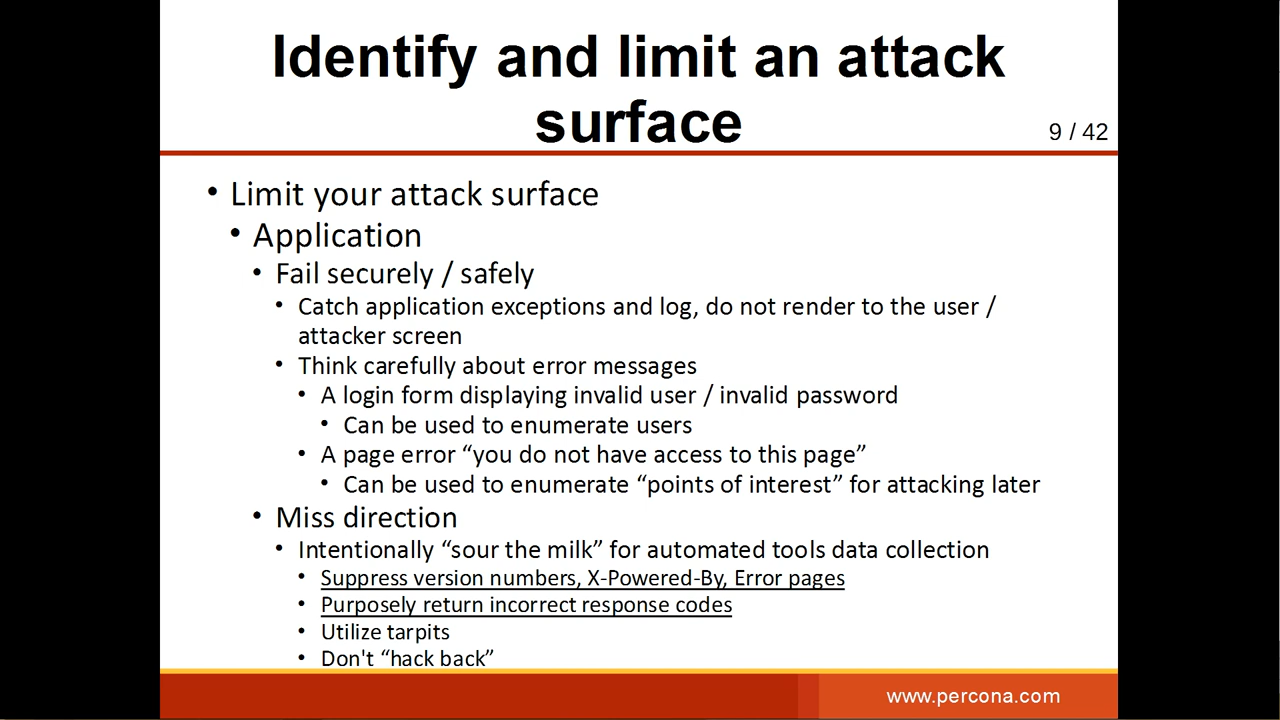 Identify and limit an attack
surface
9 / 42
• Limit your attack surface
• Application
• Fail securely / safely
• Catch application exceptions and log, do not render to the user /
attacker screen
• Think carefully about error messages
• A login form displaying invalid user / invalid password
• Can be used to enumerate users
• A page error “you do not have access to this page”
• Can be used to enumerate “points of interest” for attacking later
• Miss direction
• Intentionally “sour the milk” for automated tools data collection
• Suppress version numbers, X-Powered-By, Error pages
• Purposely return incorrect response codes
• Utilize tarpits
• Don't “hack back”
www.percona.com